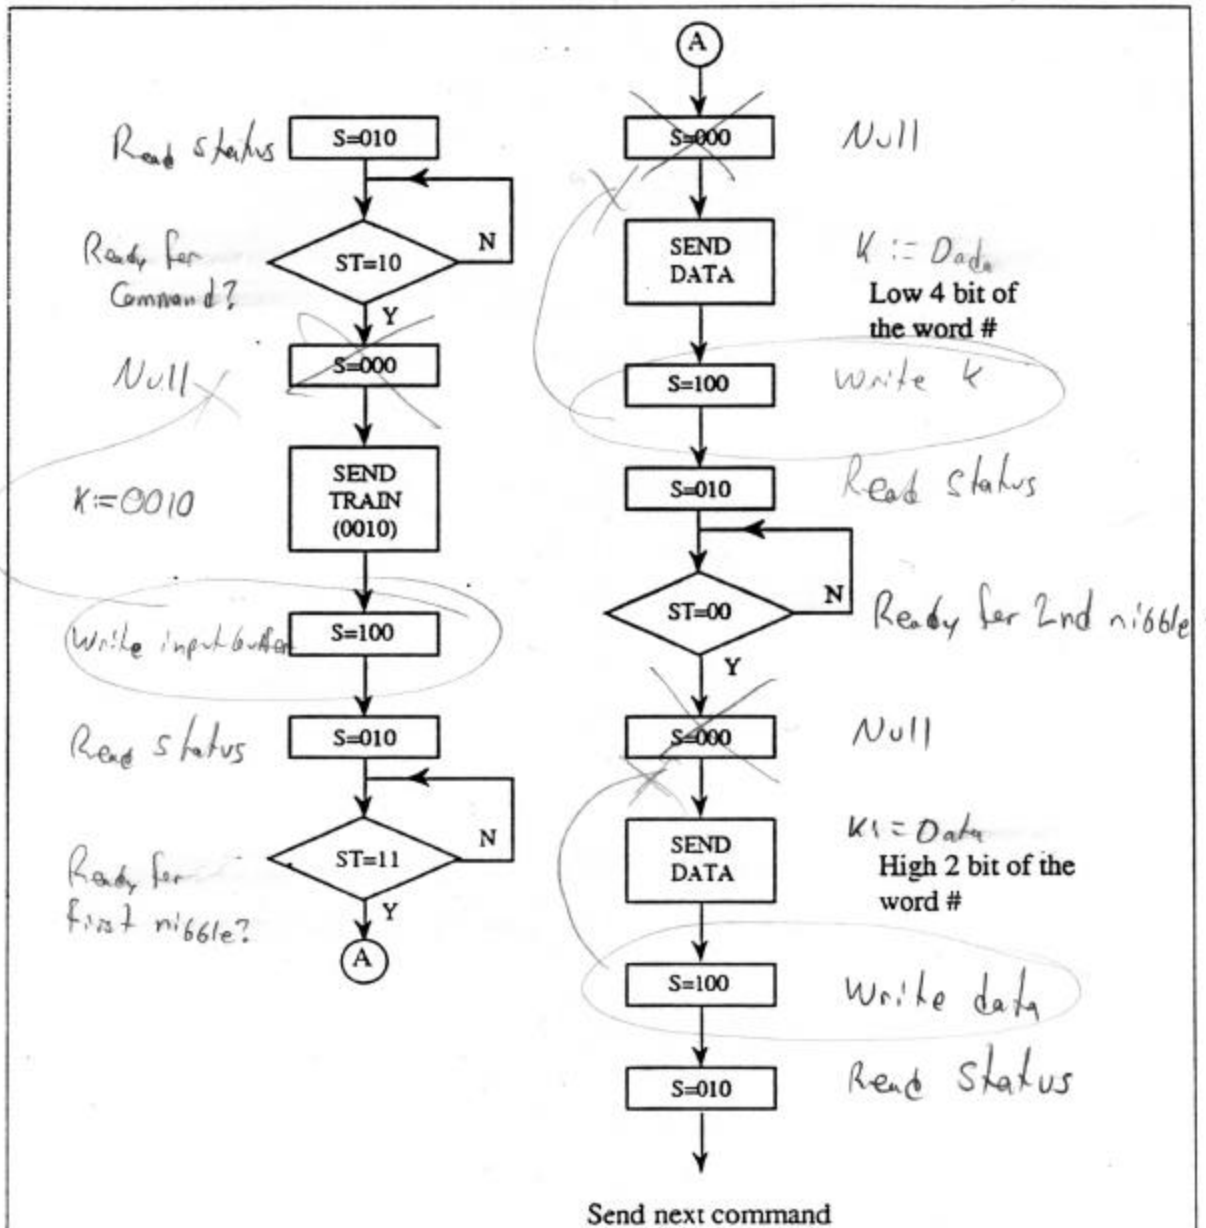 Read status
S=010
Ready for
Command?
ST=10
N
Y
Null
S=000
K:=0010
SEND
TRAIN
(0010)
Write input buffer
S=100
Read status
S=010
Ready for
first nibble?
ST=11
N
Y
A
A
S=000
Null
SEND
DATA
K := Dada
Low 4 bit of
the word #
S=100
Write K
S=010
Read status
ST=00
N
Ready for 2nd nibble
Y
S=000
Null
SEND
DATA
K:= Data
High 2 bit of the
word #
S=100
Write data
S=010
Read Status
Send next command